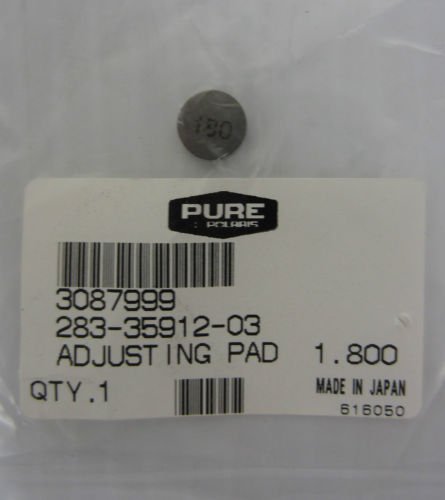 180
PURE
POLARIS
3087999
283-35912-03
ADJUSTING PAD 1.800
QTY.1 MADE IN JAPAN
616050